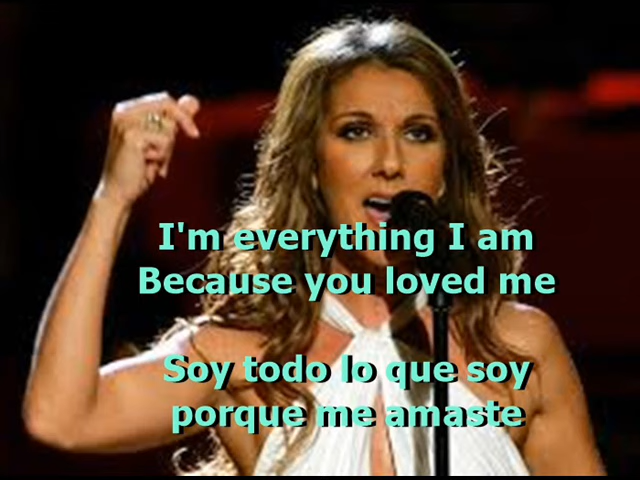 I'm everything I am
Because you loved me
Soy todo lo que soy
porque me amaste